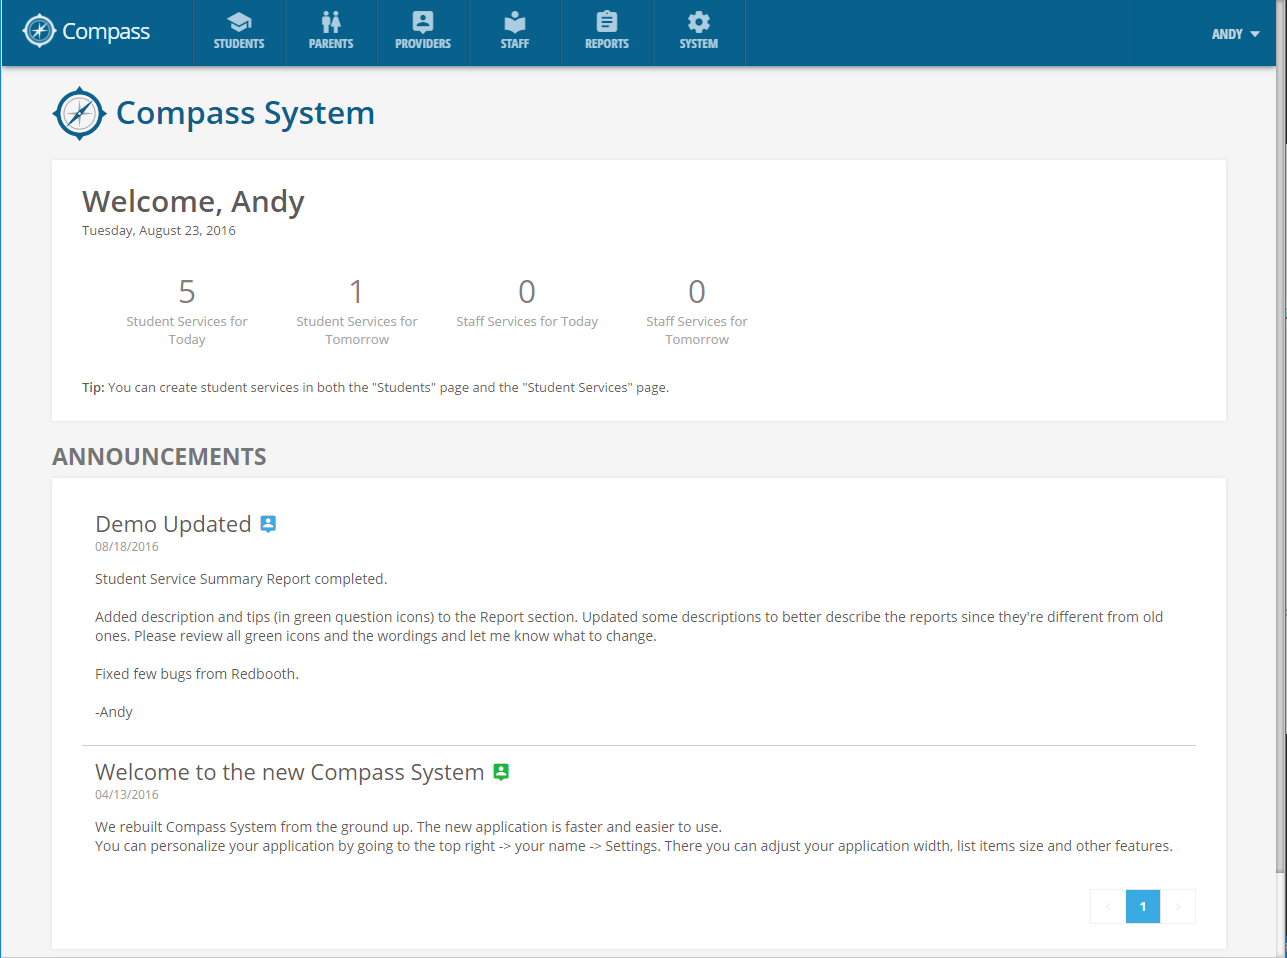 Compass
STUDENTS
PARENTS
PROVIDERS
STAFF
REPORTS
SYSTEM
ANDY
Compass System
Welcome, Andy
Tuesday, August 23, 2016
5
Student Services for
Today
1
Student Services for
Tomorrow
0
Staff Services for Today
0
Staff Services for
Tomorrow
Tip: You can create student services in both the "Students" page and the "Student Services" page.
ANNOUNCEMENTS
Demo Updated
08/18/2016
Student Service Summary Report completed.
Added description and tips (in green question icons) to the Report section. Updated some descriptions to better describe the reports since they're different from old
ones. Please review all green icons and the wordings and let me know what to change.
Fixed few bugs from Redbooth.
-Andy
Welcome to the new Compass System
04/13/2016
We rebuilt Compass System from the ground up. The new application is faster and easier to use.
You can personalize your application by going to the top right -> your name -> Settings. There you can adjust your application width, list items size and other features.
‹ 1 ›